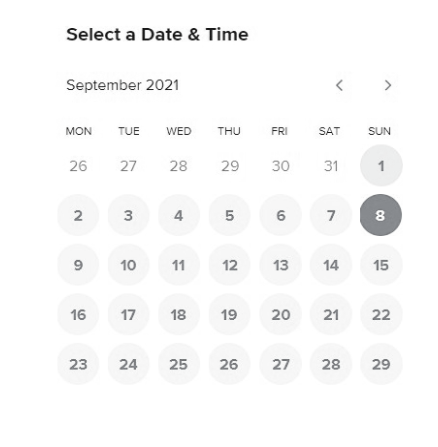 Select a Date & Time
September 2021
MON TUE WED THU FRI SAT SUN
26 27 28 29 30 31 1
2 3 4 5 6 7 8
9 10 11 12 13 14 15
16 17 18 19 20 21 22
23 24 25 26 27 28 29